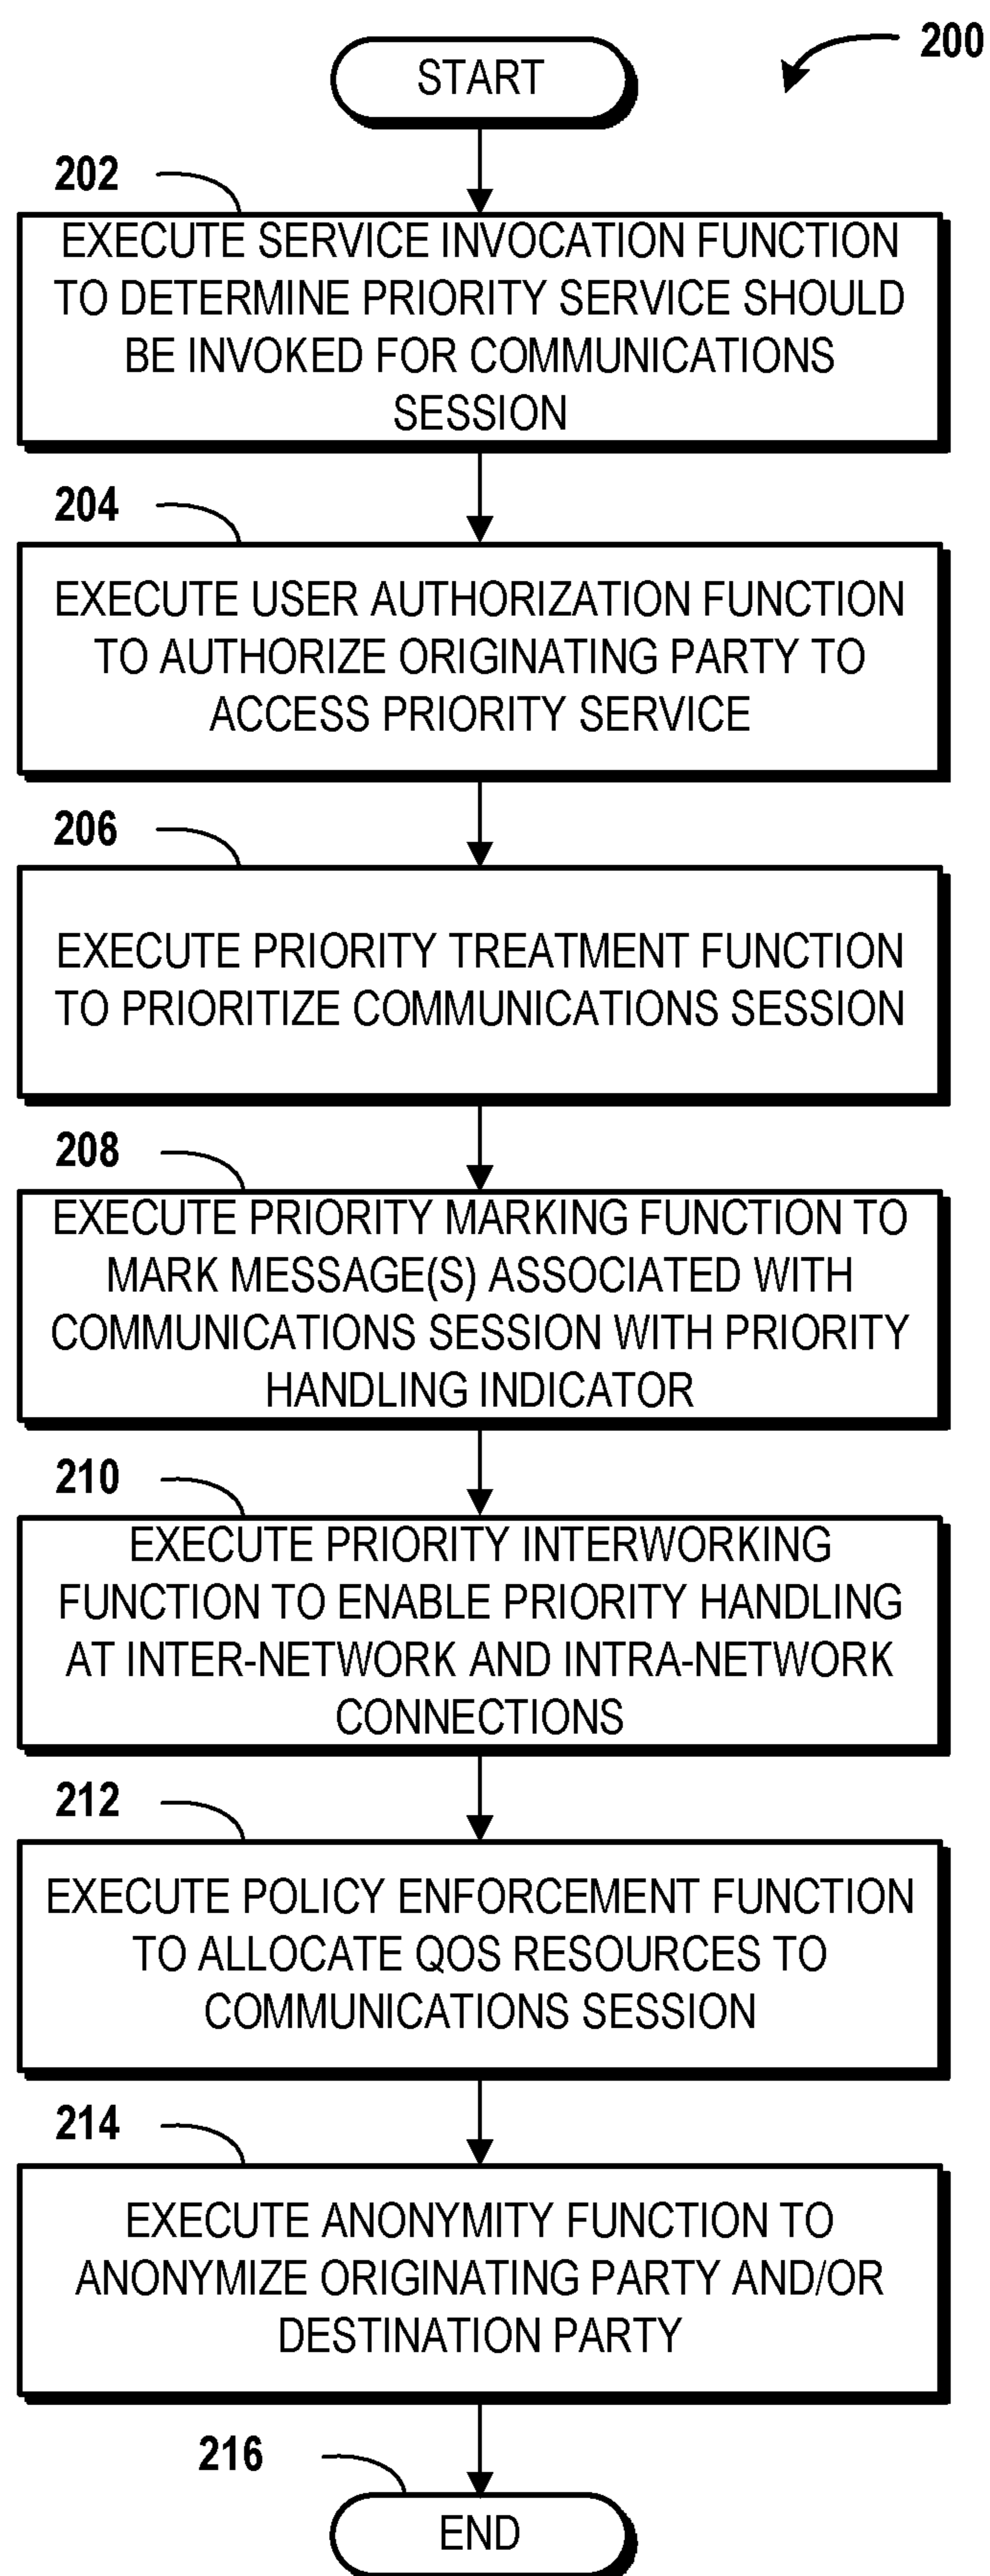 200
START
202
EXECUTE SERVICE INVOCATION FUNCTION
TO DETERMINE PRIORITY SERVICE SHOULD
BE INVOKED FOR COMMUNICATIONS
SESSION
204
EXECUTE USER AUTHORIZATION FUNCTION
TO AUTHORIZE ORIGINATING PARTY TO
ACCESS PRIORITY SERVICE
206
EXECUTE PRIORITY TREATMENT FUNCTION
TO PRIORITIZE COMMUNICATIONS SESSION
208
EXECUTE PRIORITY MARKING FUNCTION TO
MARK MESSAGE(S) ASSOCIATED WITH
COMMUNICATIONS SESSION WITH PRIORITY
HANDLING INDICATOR
210
EXECUTE PRIORITY INTERWORKING
FUNCTION TO ENABLE PRIORITY HANDLING
AT INTER-NETWORK AND INTRA-NETWORK
CONNECTIONS
212
EXECUTE POLICY ENFORCEMENT FUNCTION
TO ALLOCATE QOS RESOURCES TO
COMMUNICATIONS SESSION
214
EXECUTE ANONYMITY FUNCTION TO
ANONYMIZE ORIGINATING PARTY AND/OR
DESTINATION PARTY
216
END